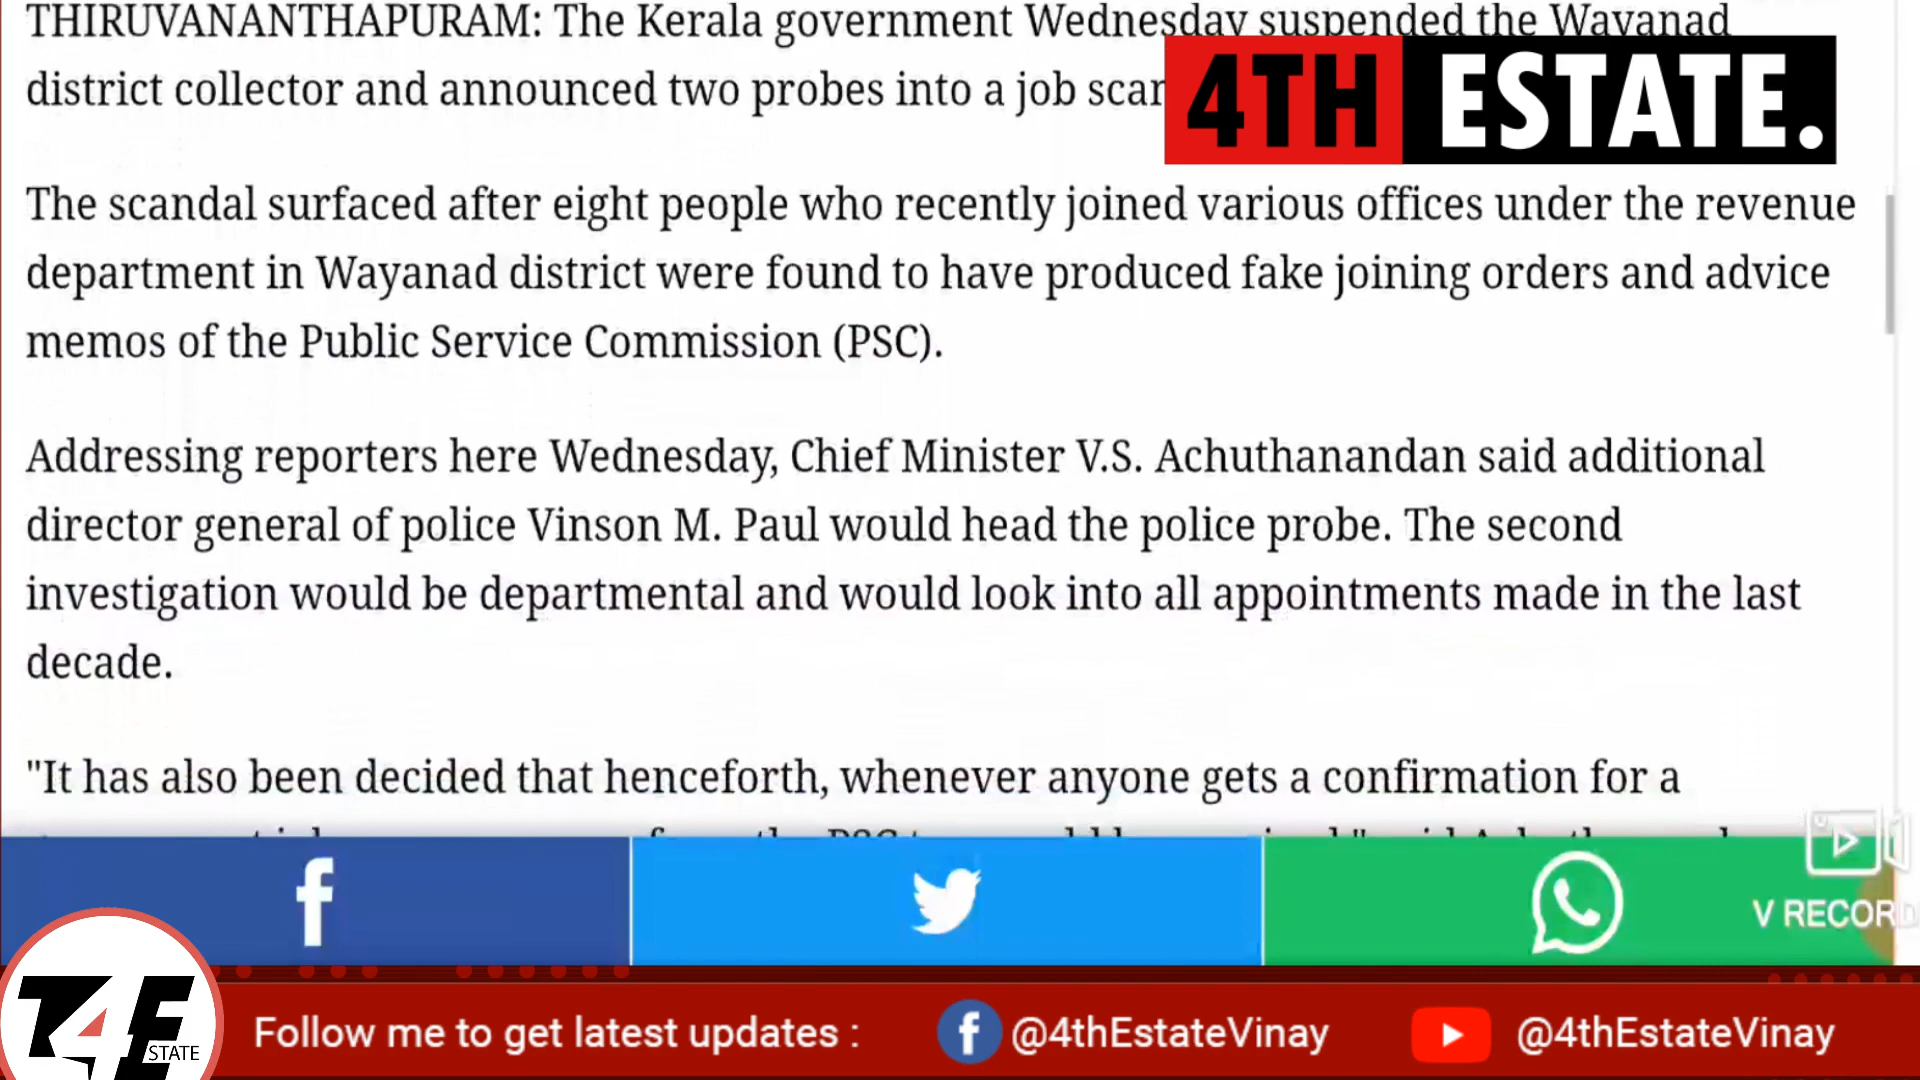 THIRUVANANTHAPURAM: The Kerala government Wednesday suspended the Wayanad
district collector and announced two probes into a job
4TH ESTATE.
The scandal surfaced after eight people who recently joined various offices under the revenue
department in Wayanad district were found to have produced fake joining orders and advice
memos of the Public Service Commission (PSC).
Addressing reporters here Wednesday, Chief Minister V.S. Achuthanandan said additional
director general of police Vinson M. Paul would head the police probe. The second
investigation would be departmental and would look into all appointments made in the last
decade.
"It has also been decided that henceforth, whenever anyone gets a confirmation for a
V RECORD
T4E
ESTATE
Follow me to get latest updates :
@4thEstateVinay
@4thEstateVinay